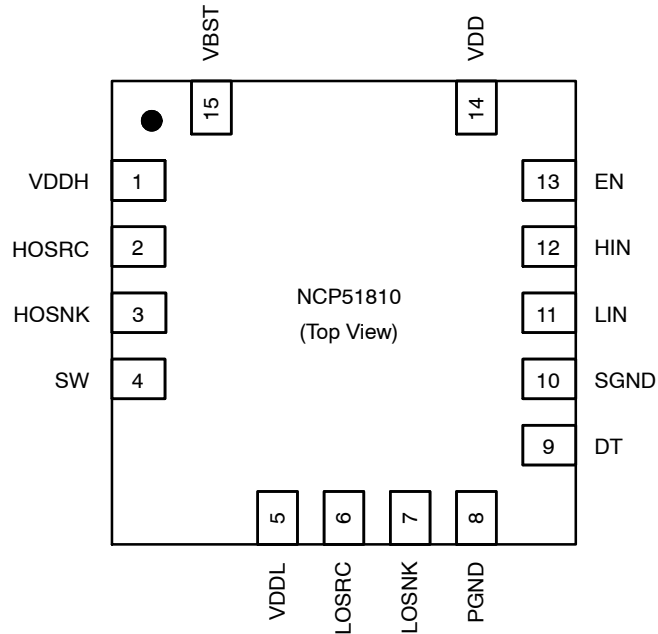 VBST
VDD
15
14
VDDH
1
13
EN
HOSRC
2
12
HIN
HOSNK
3
NCP51810
(Top View)
11
LIN
SW
4
10
SGND
9
DT
5
6
7
8
VDDL
LOSRC
LOSNK
PGND